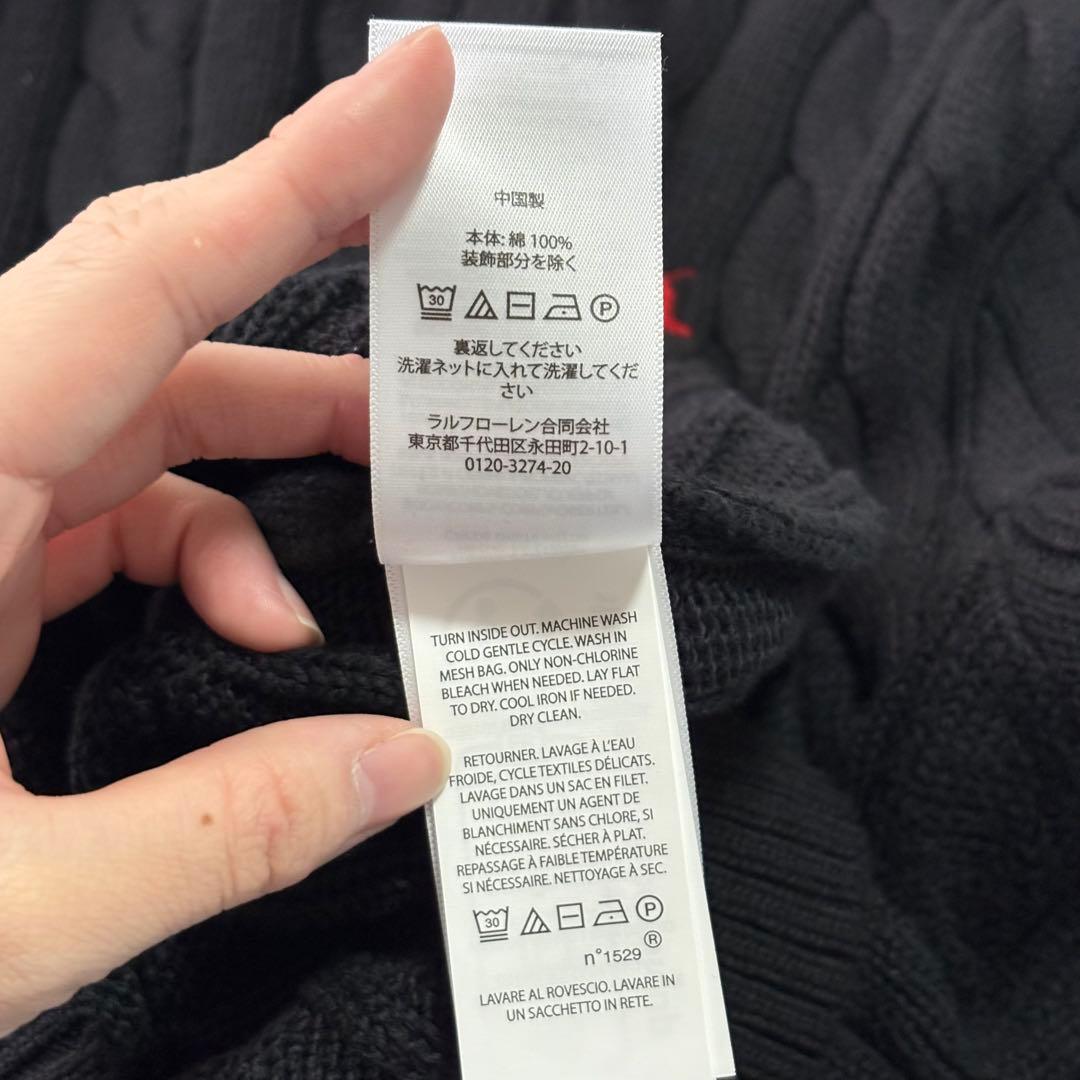 中国製
本体: 綿 100%
装飾部分を除く
30
P
裏返してください
洗濯ネットに入れて洗濯してくだ
さい
ラルフローレン合同会社
東京都千代田区永田町2-10-1
0120-3274-20
TURN INSIDE OUT. MACHINE WASH
COLD GENTLE CYCLE. WASH IN
MESH BAG. ONLY NON-CHLORINE
BLEACH WHEN NEEDED. LAY FLAT
TO DRY. COOL IRON IF NEEDED.
DRY CLEAN.
RETOURNER. LAVAGE À L'EAU
FROIDE, CYCLE TEXTILES DÉLICATS.
LAVAGE DANS UN SAC EN FILET.
UNIQUEMENT UN AGENT DE
BLANCHIMENT SANS CHLORE, SI
NÉCESSAIRE. SÉCHER À PLAT.
REPASSAGE À FAIBLE TEMPÉRATURE
SI NÉCESSAIRE. NETTOYAGE À SEC.
30
P
n°1529 ®
LAVARE AL ROVESCIO. LAVARE IN
UN SACCHETTO IN RETE.